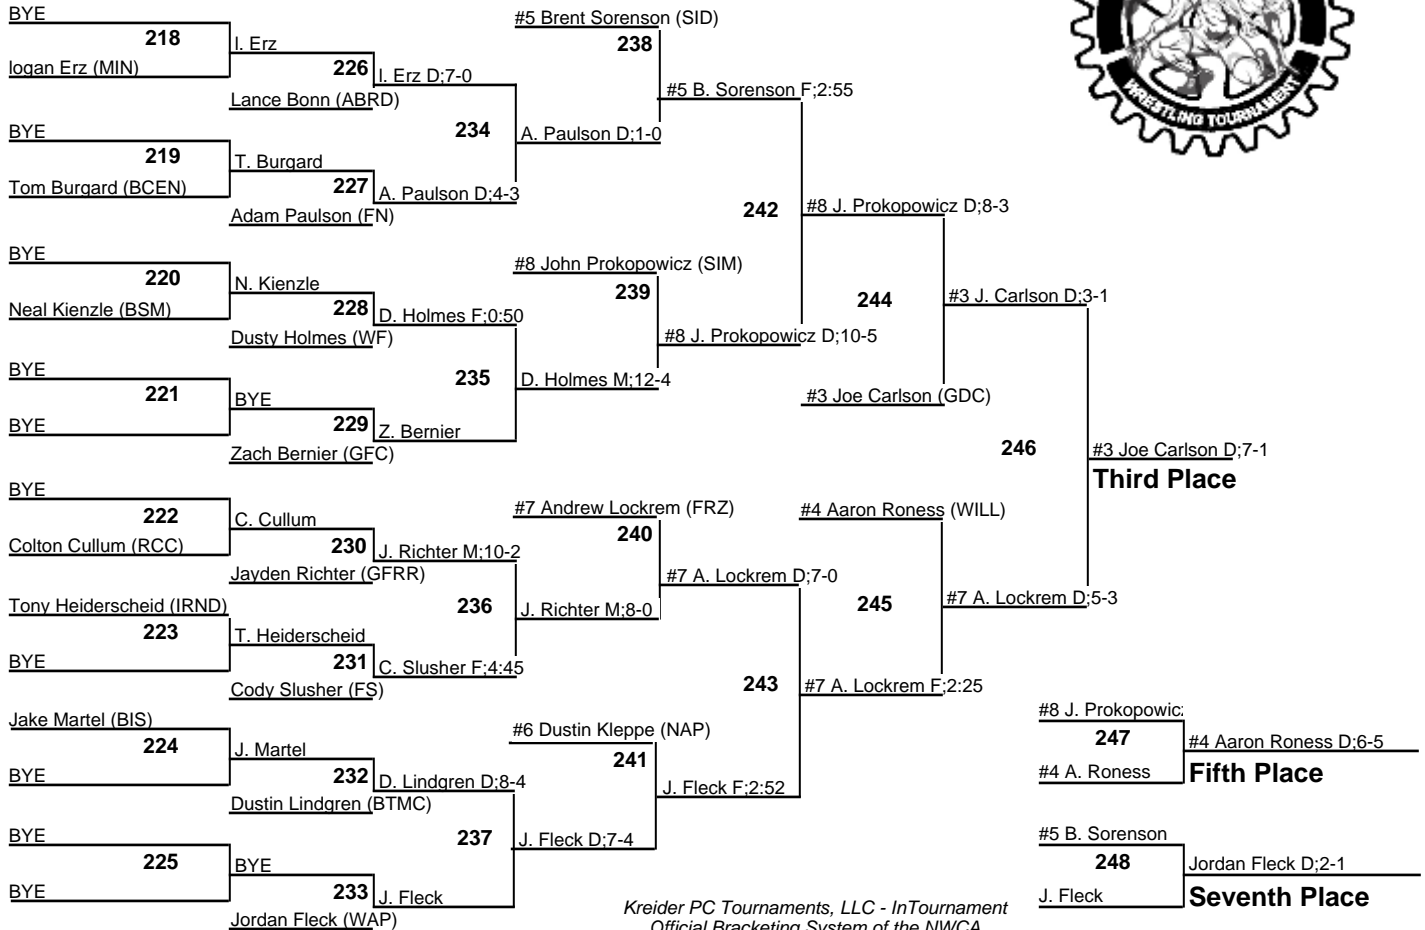 BYE
218
logan Erz (MIN)
I. Erz
226
Lance Bonn (ABRD)
I. Erz D;7-0
BYE
219
Tom Burgard (BCEN)
T. Burgard
227
Adam Paulson (FN)
A. Paulson D;4-3
234
A. Paulson D;1-0
#5 Brent Sorenson (SID)
238
#5 B. Sorenson F;2:55
BYE
220
Neal Kienzle (BSM)
N. Kienzle
228
Dusty Holmes (WF)
D. Holmes F;0:50
BYE
221
BYE
BYE
229
Zach Bernier (GFC)
Z. Bernier
235
D. Holmes M;12-4
#8 John Prokopowicz (SIM)
239
#8 J. Prokopowicz D;10-5
242
#8 J. Prokopowicz D;8-3
244
#3 Joe Carlson (GDC)
#3 J. Carlson D;3-1
BYE
222
Colton Cullum (RCC)
C. Cullum
230
Jayden Richter (GFRR)
J. Richter M;10-2
Tony Heiderscheid (IRND)
223
BYE
T. Heiderscheid
231
Cody Slusher (FS)
C. Slusher F;4:45
236
J. Richter M;8-0
#7 Andrew Lockrem (FRZ)
240
#7 A. Lockrem D;7-0
Jake Martel (BIS)
224
BYE
J. Martel
232
Dustin Lindgren (BTMC)
D. Lindgren D;8-4
BYE
225
BYE
BYE
233
Jordan Fleck (WAP)
J. Fleck
237
J. Fleck D;7-4
#6 Dustin Kleppe (NAP)
241
J. Fleck F;2:52
243
#7 A. Lockrem F;2:25
#4 Aaron Roness (WILL)
245
#7 A. Lockrem D;5-3
246
#3 Joe Carlson D;7-1
Third Place
#8 J. Prokopowicz
247
#4 A. Roness
#4 Aaron Roness D;6-5
Fifth Place
#5 B. Sorenson
248
J. Fleck
Jordan Fleck D;2-1
Seventh Place
WRESTLING TOURNAMENT
Kreider PC Tournaments, LLC - InTournament
Official Bracketing System of the NWCA